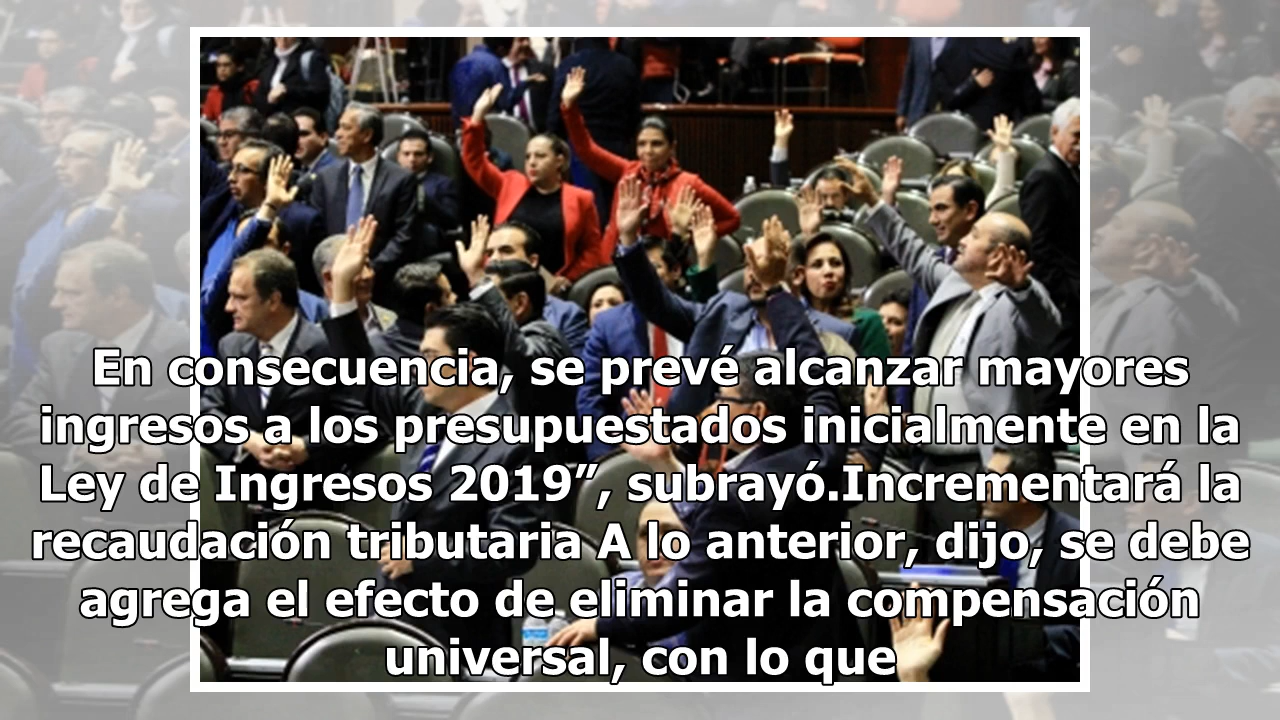 En consecuencia, se prevé alcanzar mayores
ingresos a los presupuestados inicialmente en la
Ley de Ingresos 2019”, subrayó.Incrementará la
recaudación tributaria A lo anterior, dijo, se debe
agrega el efecto de eliminar la compensación
universal, con lo que